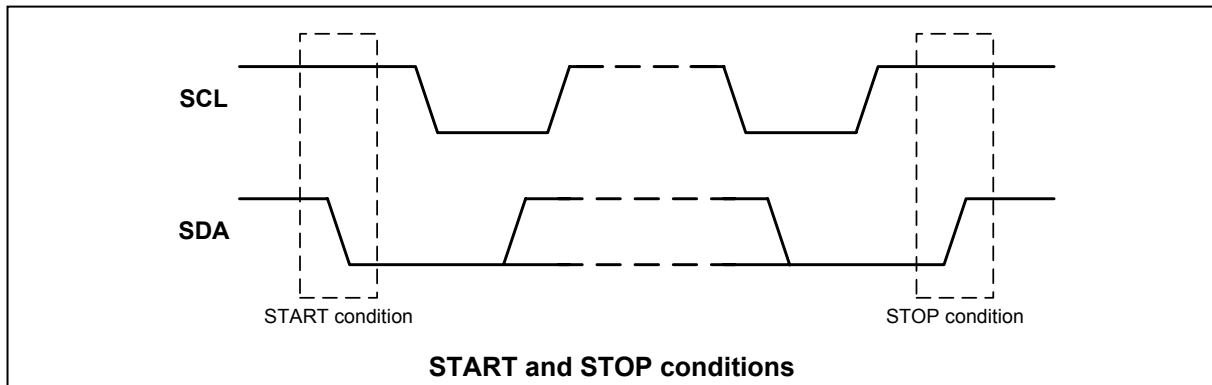 SCL
SDA
START condition
STOP condition
START and STOP conditions